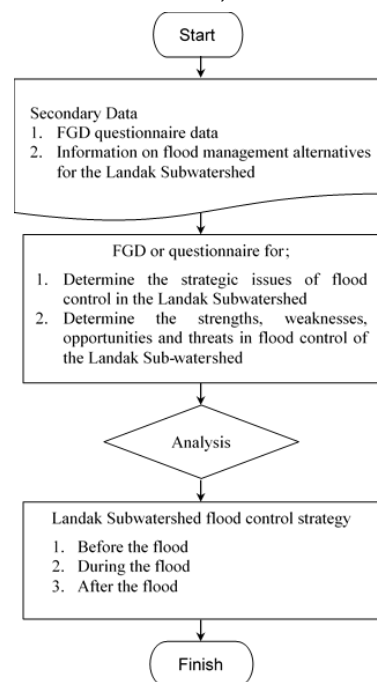 Start
Secondary Data
1. FGD questionnaire data
2. Information on flood management alternatives
for the Landak Subwatershed
FGD or questionnaire for;
1. Determine the strategic issues of flood
control in the Landak Subwatershed
2. Determine the strengths, weaknesses,
opportunities and threats in flood control of
the Landak Sub-watershed
Analysis
Landak Subwatershed flood control strategy
1. Before the flood
2. During the flood
3. After the flood
Finish